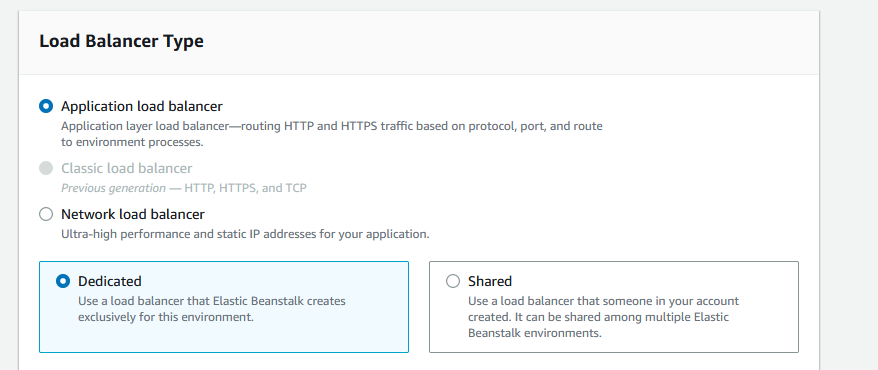 Load Balancer Type
Application load balancer
Application layer load balancer—routing HTTP and HTTPS traffic based on protocol, port, and route
to environment processes.
Classic load balancer
Previous generation — HTTP, HTTPS, and TCP
Network load balancer
Ultra-high performance and static IP addresses for your application.
Dedicated
Use a load balancer that Elastic Beanstalk creates
exclusively for this environment.
Shared
Use a load balancer that someone in your account
created. It can be shared among multiple Elastic
Beanstalk environments.